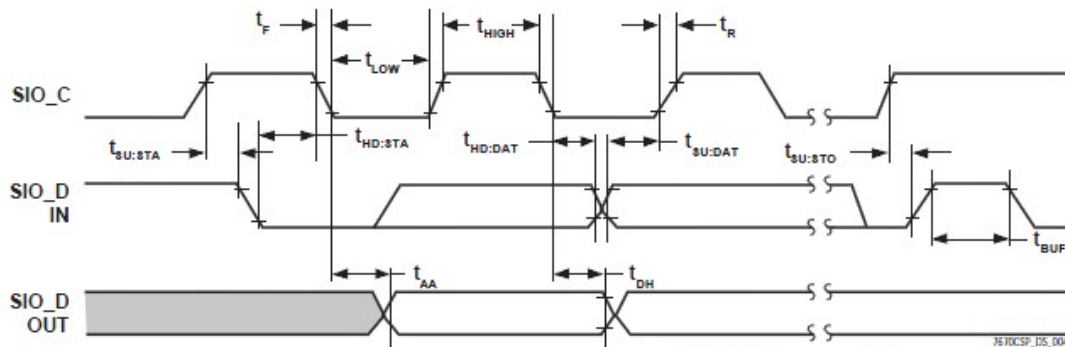 tF
tHIGH
tR
tLOW
SIO_C
tSU:STA
tHD:STA
tHD:DAT
tSU:DAT
tSU:STO
SIO_D
IN
tBUF
tAA
tDH
SIO_D
OUT
7670CSP_DS_004